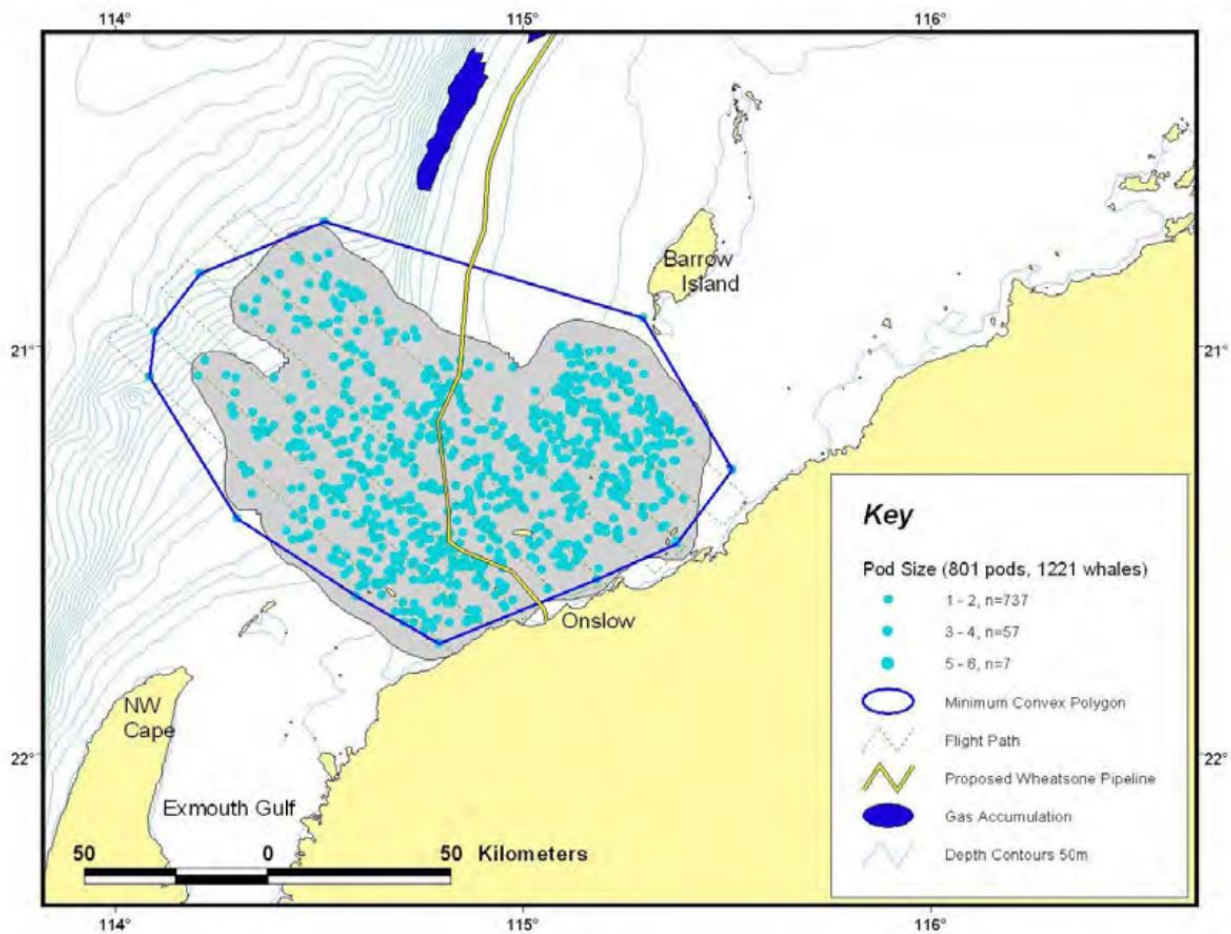 114°
115°
116°
Barrow
Island
21°
21°
Onslow
NW
Cape
Exmouth Gulf
22°
22°
50
0
50 Kilometers
Key
Pod Size (801 pods, 1221 whales)
1 - 2, n=737
3 - 4, n=57
5 - 6, n=7
Minimum Convex Polygon
Flight Path
Proposed Wheatsone Pipeline
Gas Accumulation
Depth Contours 50m
114°
115°
116°